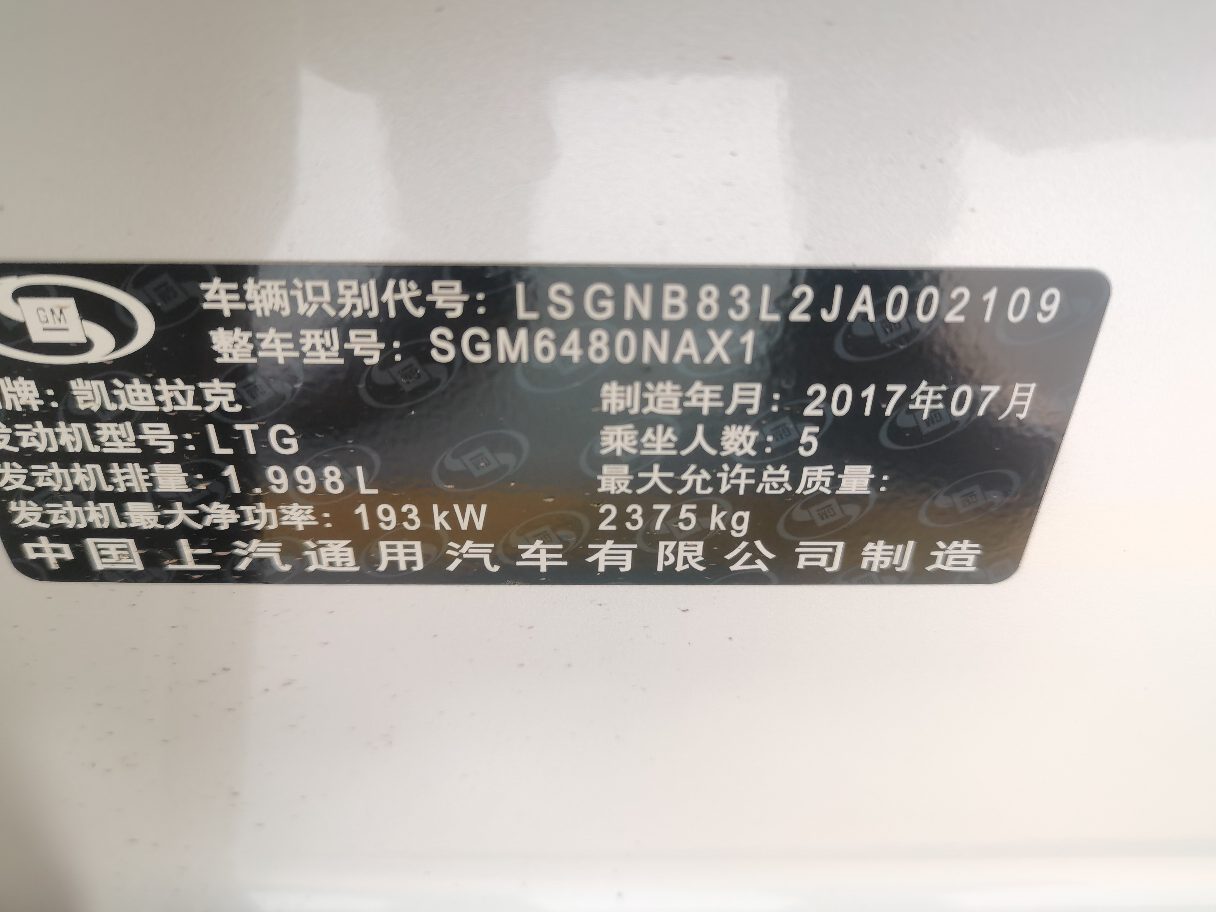 GM
车辆识别代号：LSGNB83L2JA002109
整车型号：SGM6480NAX1
牌：凯迪拉克 制造年月：2017年07月
发动机型号：LTG 乘坐人数：5
发动机排量：1.998L 最大允许总质量：
发动机最大净功率：193kW 2375kg
中国上汽通用汽车有限公司制造